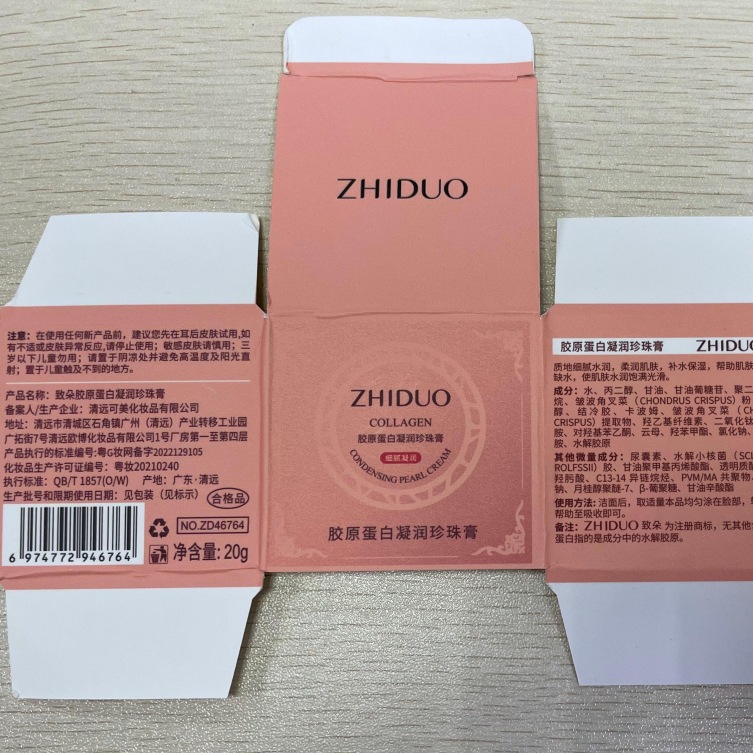 ZHIDUO
注意：在使用任何新产品前，建议您先在耳后皮肤试用,如
有不适或皮肤异常反应,请停止使用；敏感皮肤请慎用；三
岁以下儿童勿用；请置于阴凉处并避免高温度及阳光直
射；置于儿童触及不到的地方。
产品名称：致朵胶原蛋白凝润珍珠膏
备案人/生产企业：清远可美化妆品有限公司
地址：清远市清城区石角镇广州（清远）产业转移工业园
广拓街7号清远欧博化妆品有限公司1号厂房第一至第四层
产品执行的标准编号:粤G妆网备字2022129105
化妆品生产许可证编号：粤妆20210240
执行标准：QB/T 1857(O/W) 产地：广东·清远
生产批号和限期使用日期：见包装（见标示） 合格品
6 974772 946764
NO.ZD46764
净含量: 20g
ZHIDUO
COLLAGEN
胶原蛋白凝润珍珠膏
细腻凝润
CONDENSING PEARL CREAM
胶原蛋白凝润珍珠膏
胶原蛋白凝润珍珠膏 ZHIDUO
质地细腻水润，柔润肌肤，补水保湿，帮助肌肤
缺水，使肌肤水润饱满光滑。
成分：水、丙二醇、甘油、甘油葡糖苷、聚二
烷、皱波角叉菜（CHONDRUS CRISPUS）粉
醇、结冷胶、卡波姆、皱波角叉菜（CH
CRISPUS）提取物、羟乙基纤维素、二氧化钛
胺、对羟基苯乙酮、云母、羟苯甲酯、氯化钠、
胺、水解胶原
其他微量成分：尿囊素、水解小核菌（SCL
ROLFSSII）胶、甘油聚甲基丙烯酸酯、透明质酸
羟肟酸、C13-14 异链烷烃、PVM/MA 共聚物、
钠、月桂醇聚醚-7、β-葡聚糖、甘油辛酸酯
使用方法：洁面后，取适量本品均匀涂在脸部，
帮助至吸收即可。
备注：ZHIDUO 致朵 为注册商标，无其他
蛋白指的是成分中的水解胶原。